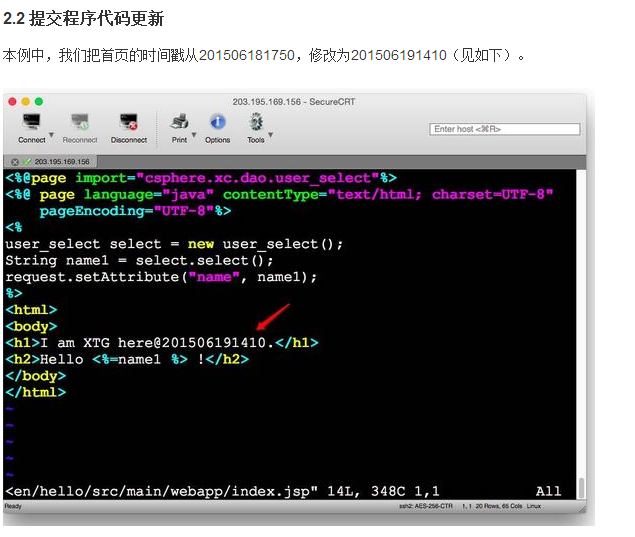 2.2 提交程序代码更新
本例中，我们把首页的时间戳从201506181750，修改为201506191410（见如下）。
203.195.169.156 - SecureCRT
Connect Reconnect Disconnect Print Options Tools
Enter host <⌘R>
203.195.169.156
<%@page import="csphere.xc.dao.user_select"%>
<%@ page language="java" contentType="text/html; charset=UTF-8"
    pageEncoding="UTF-8"%>
<%
user_select select = new user_select();
String name1 = select.select();
request.setAttribute("name", name1);
%>
<html>
<body>
<h1>I am XTG here@201506191410.</h1>
<h2>Hello <%=name1 %> !</h2>
</body>
</html>
~
~
~
~
~
<en/hello/src/main/webapp/index.jsp" 14L, 348C 1,1 All
Ready ssh2: AES-256-CTR 1, 1 20 Rows, 65 Cols Linux